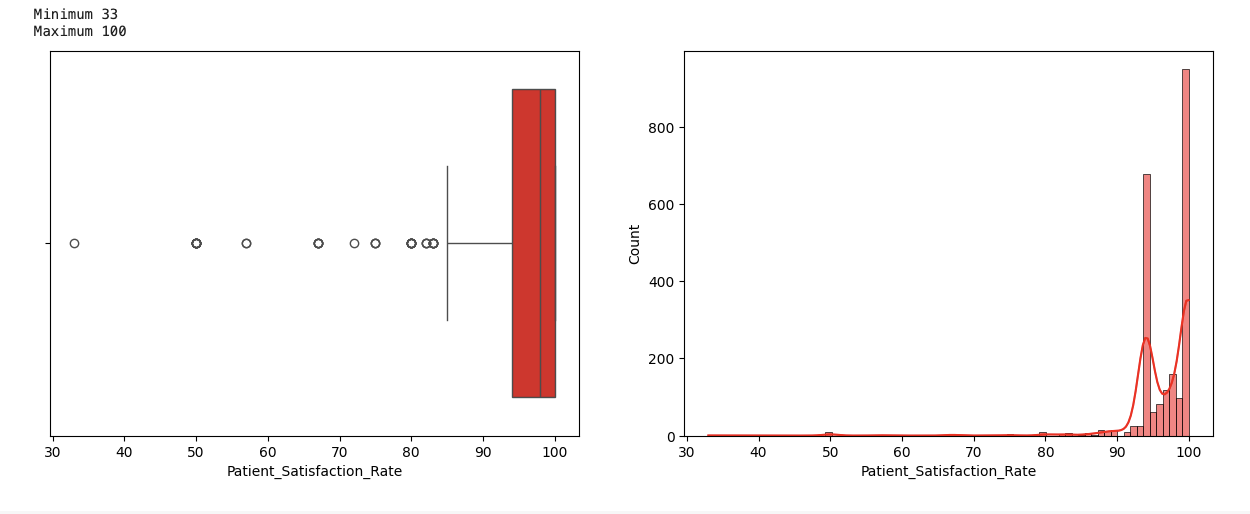 Minimum 33
Maximum 100
30 40 50 60 70 80 90 100
Patient_Satisfaction_Rate
Count
800
600
400
200
0
30 40 50 60 70 80 90 100
Patient_Satisfaction_Rate